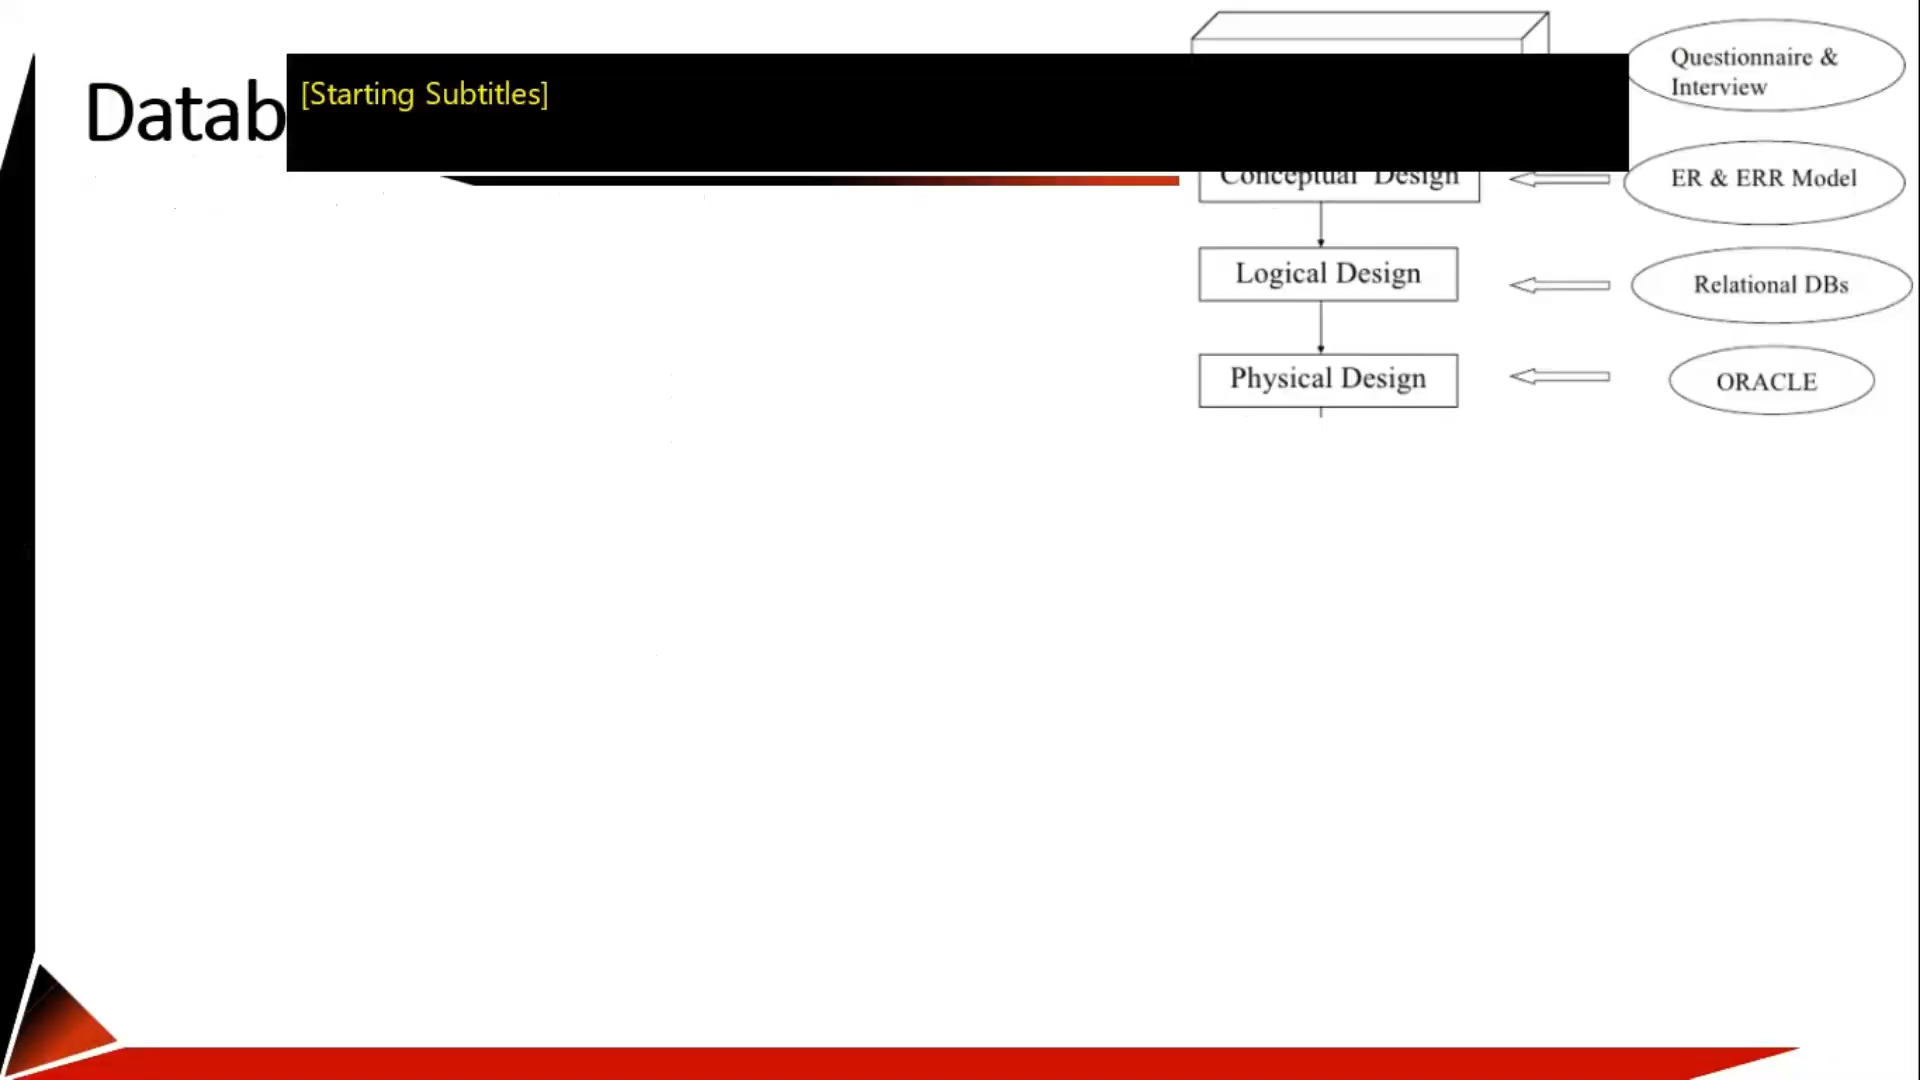 Datab
[Starting Subtitles]
Questionnaire &
Interview
Conceptual Design
ER & ERR Model
Logical Design
Relational DBs
Physical Design
ORACLE